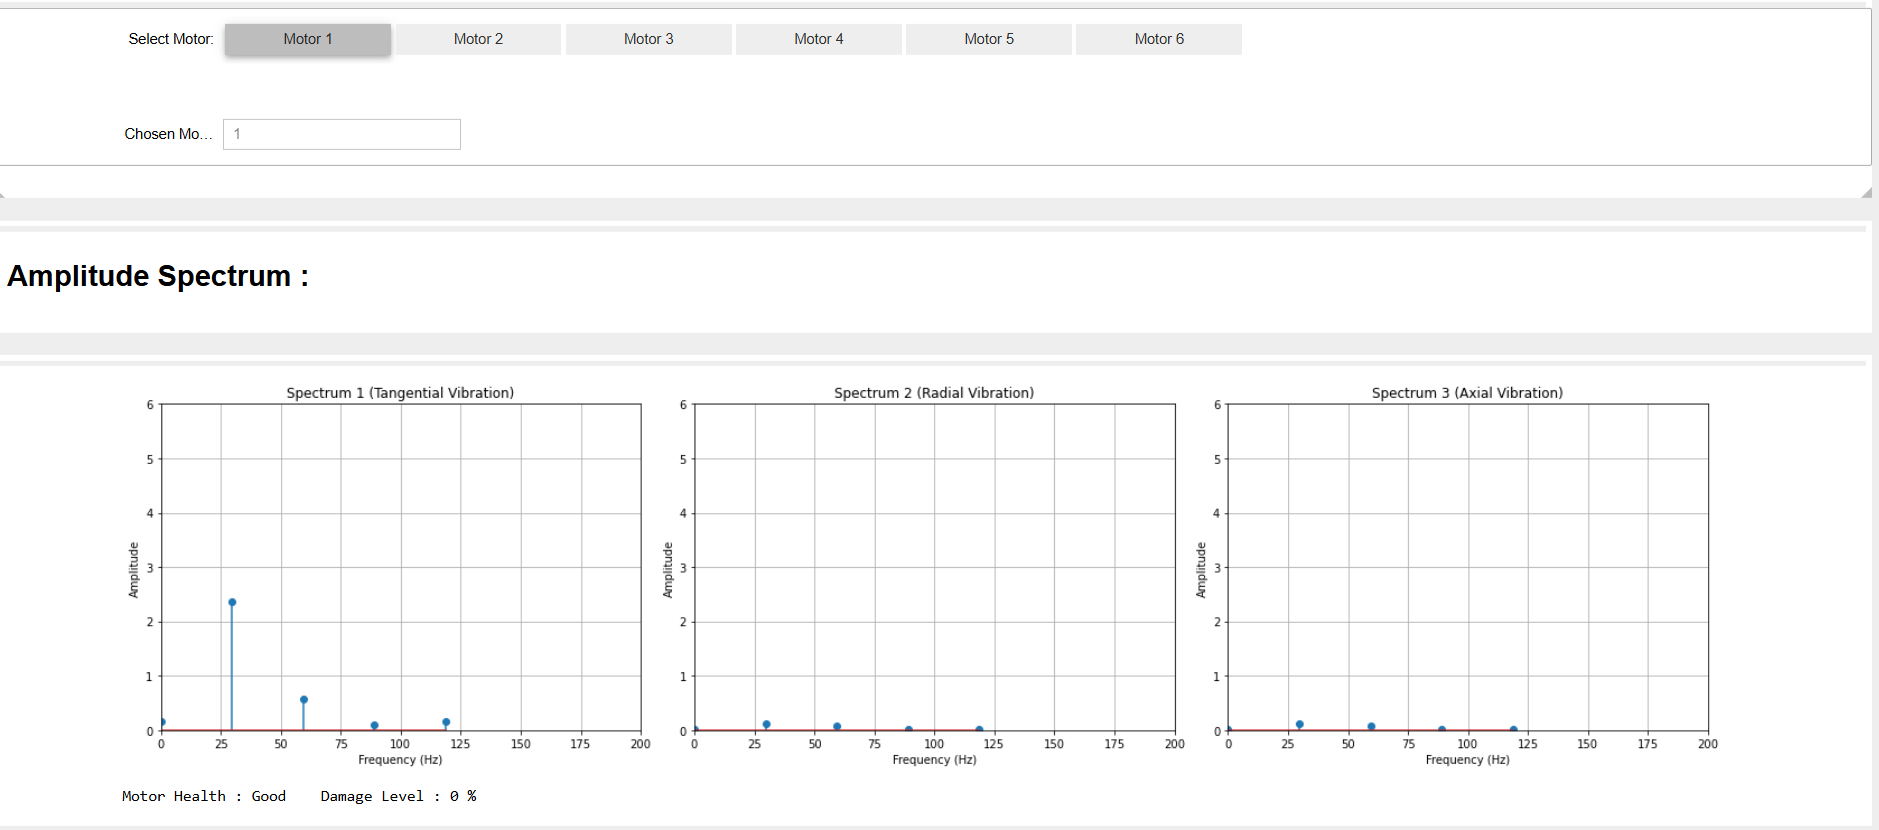 Select Motor: Motor 1 Motor 2 Motor 3 Motor 4 Motor 5 Motor 6
Chosen Mo... 1
Amplitude Spectrum :
Spectrum 1 (Tangential Vibration)
6
5
4
3
2
1
0
Amplitude
0 25 50 75 100 125 150 175 200
Frequency (Hz)
Spectrum 2 (Radial Vibration)
6
5
4
3
2
1
0
Amplitude
0 25 50 75 100 125 150 175 200
Frequency (Hz)
Spectrum 3 (Axial Vibration)
6
5
4
3
2
1
0
Amplitude
0 25 50 75 100 125 150 175 200
Frequency (Hz)
Motor Health : Good Damage Level : 0 %